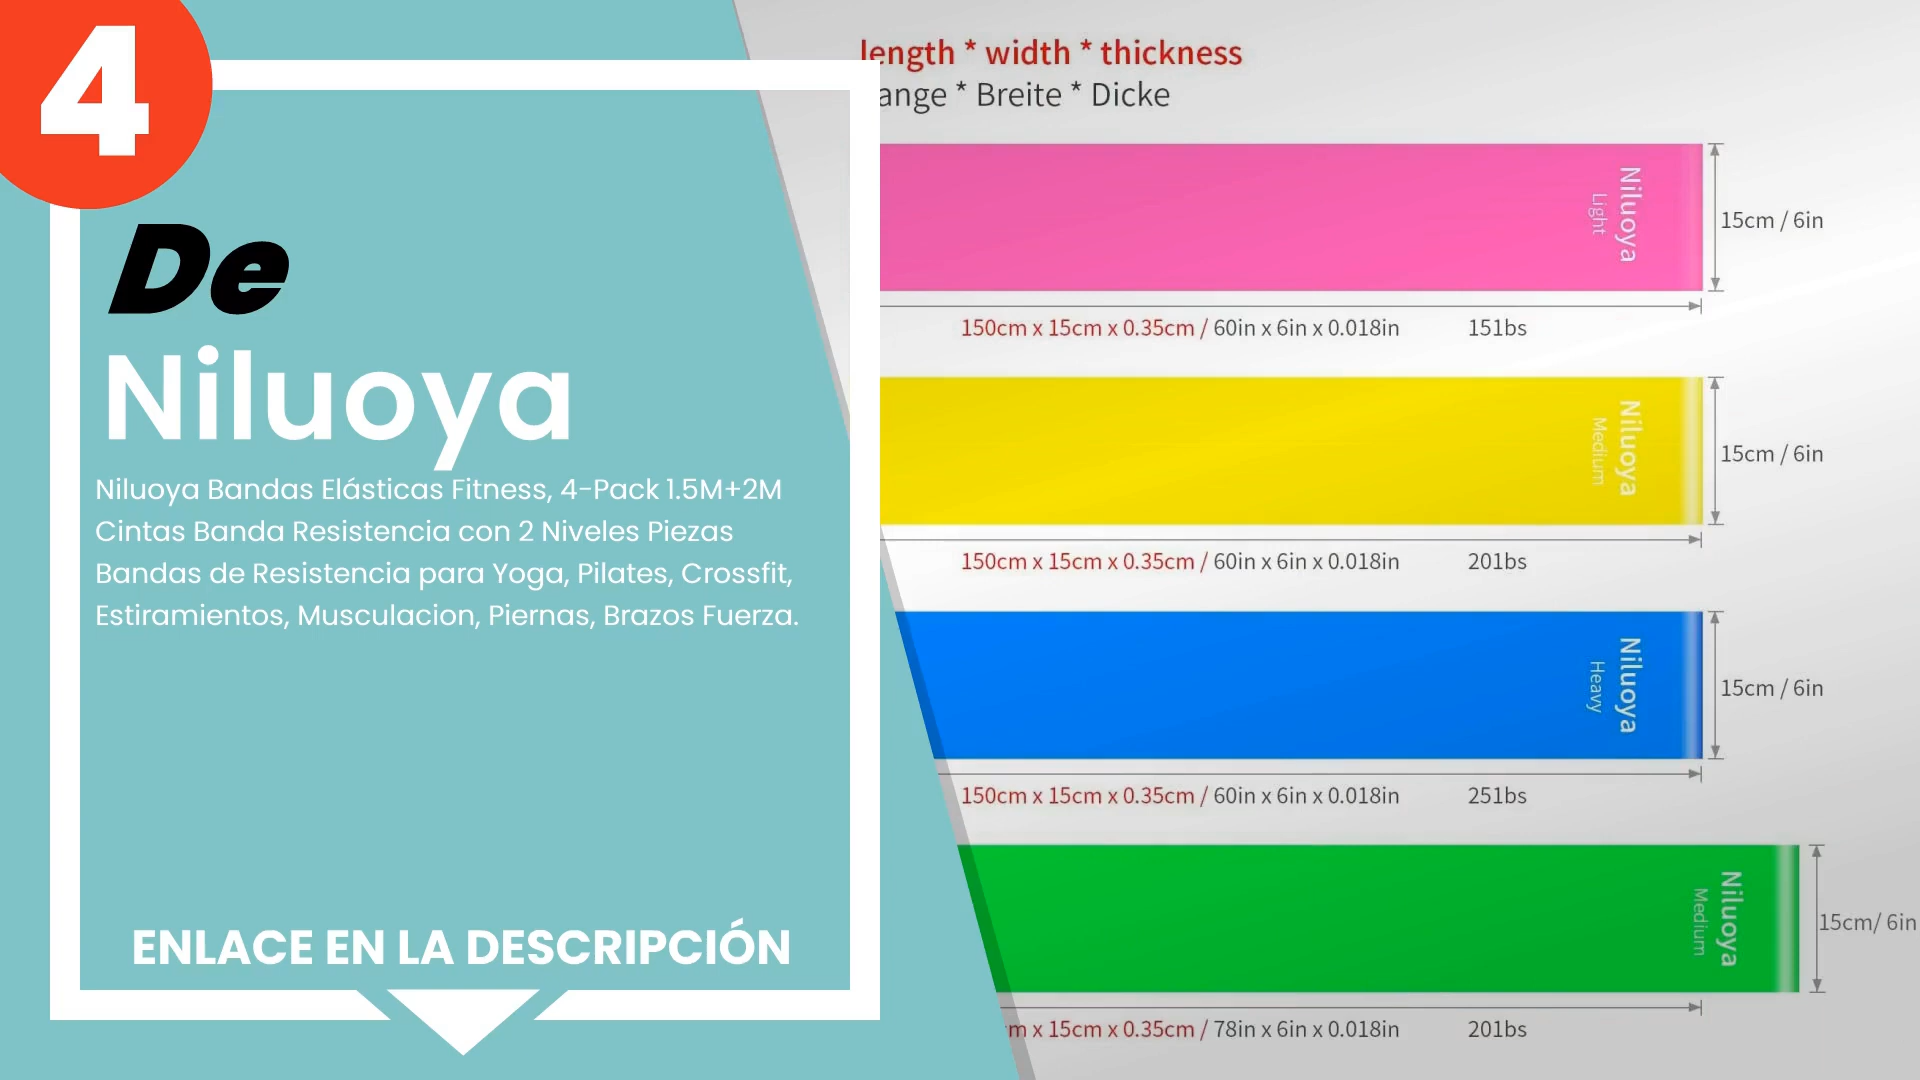 4
De
Niluoya
Niluoya Bandas Elásticas Fitness, 4-Pack 1.5M+2M
Cintas Banda Resistencia con 2 Niveles Piezas
Bandas de Resistencia para Yoga, Pilates, Crossfit,
Estiramientos, Musculacion, Piernas, Brazos Fuerza.
ENLACE EN LA DESCRIPCIÓN
length * width * thickness
ange * Breite * Dicke
Niluoya
Light
15cm / 6in
150cm x 15cm x 0.35cm / 60in x 6in x 0.018in 151bs
Niluoya
Medium
15cm / 6in
150cm x 15cm x 0.35cm / 60in x 6in x 0.018in 201bs
Niluoya
Heavy
15cm / 6in
150cm x 15cm x 0.35cm / 60in x 6in x 0.018in 251bs
Niluoya
Medium
15cm/ 6in
m x 15cm x 0.35cm / 78in x 6in x 0.018in 201bs